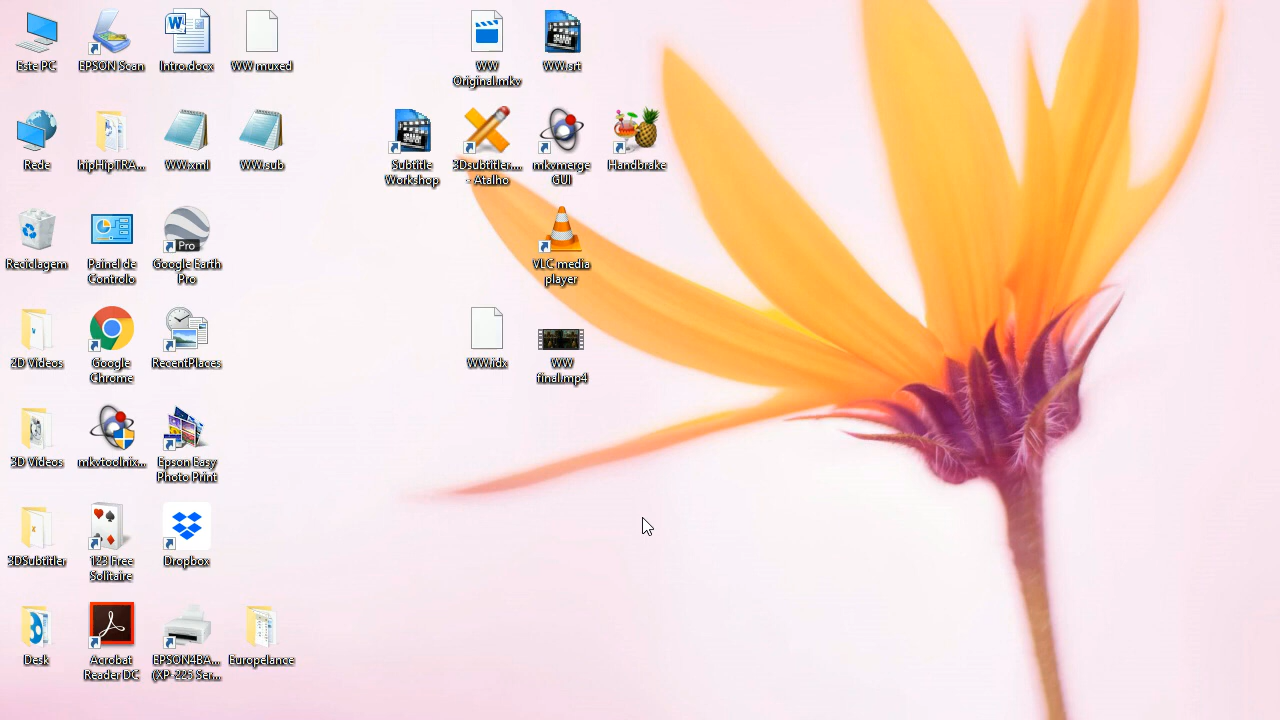 Este PC
EPSON Scan
Intro.docx
WW muxed
WW
Original.mkv
WW.srt
Rede
hipHipTRA...
WW.xml
WW.sub
Subtitle
Workshop
3Dsubtitler....
- Atalho
mkvmerge
GUI
Handbrake
Reciclagem
Painel de
Controlo
Pro
Google Earth
Pro
VLC media
player
2D Videos
Google
Chrome
RecentPlaces
WW.idx
WW
final.mp4
3D Videos
mkvtoolnix...
Epson Easy
Photo Print
3DSubtitler
123 Free
Solitaire
Dropbox
Desk
Acrobat
Reader DC
EPSON4BA...
(XP-225 Ser...
Europelance